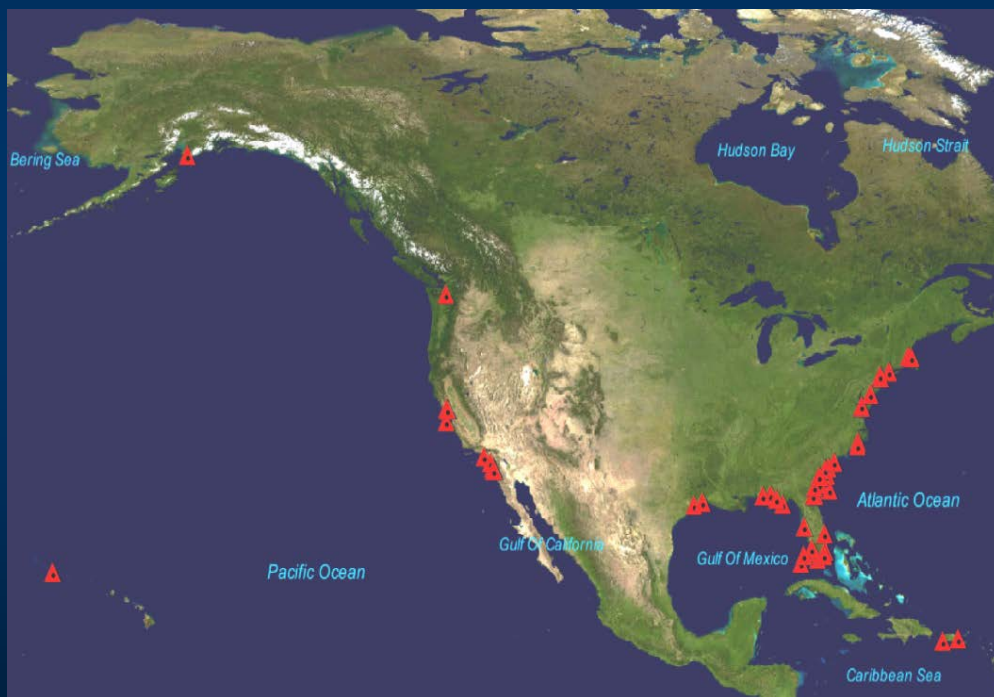 Bering Sea
Hudson Bay
Hudson Strait
Atlantic Ocean
Gulf Of California
Gulf Of Mexico
Pacific Ocean
Caribbean Sea